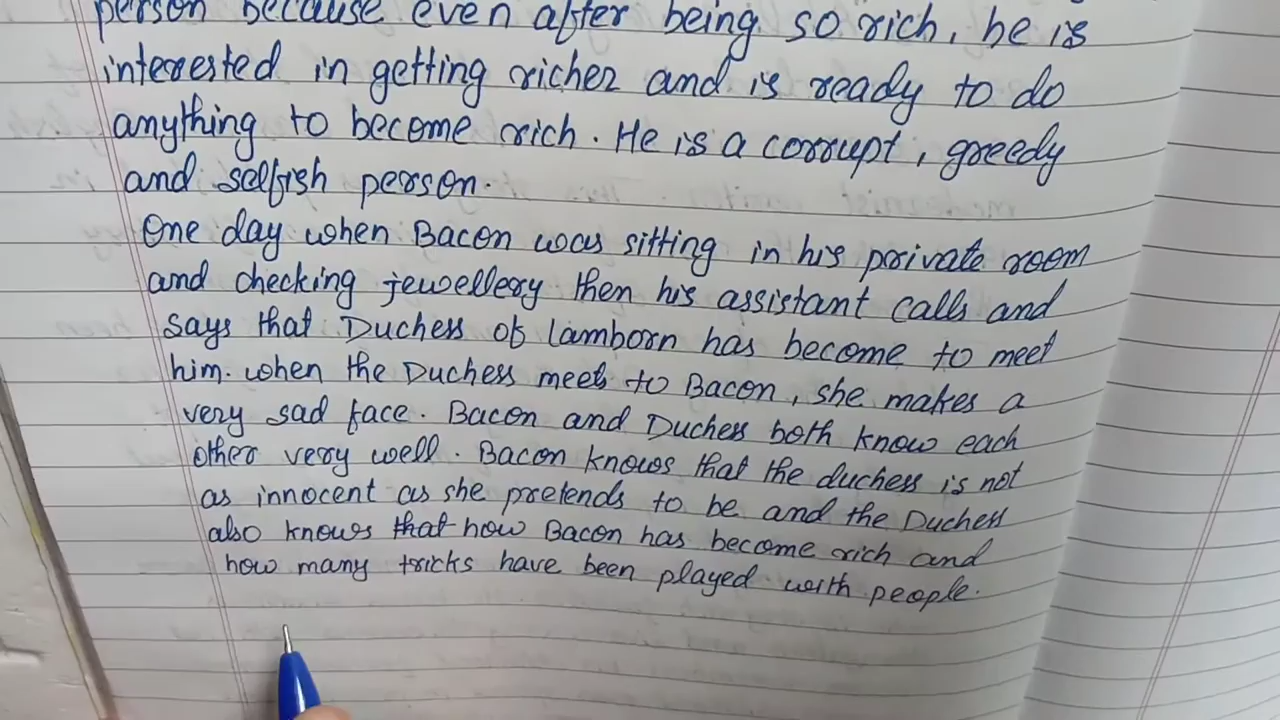 person because even after being so rich, he is
interested in getting richer and is ready to do
anything to become rich. He is a corrupt, greedy
and selfish person.
One day when Bacon was sitting in his private room
and checking jewellery then his assistant calls and
says that Duchess of lamborn has become to meet
him. when the Duchess meets to Bacon, she makes a
very sad face. Bacon and Duchess both know each
other very well. Bacon knows that the duchess is not
as innocent as she pretends to be and the Duchess
also knows that how Bacon has become rich and
how many tricks have been played with people.